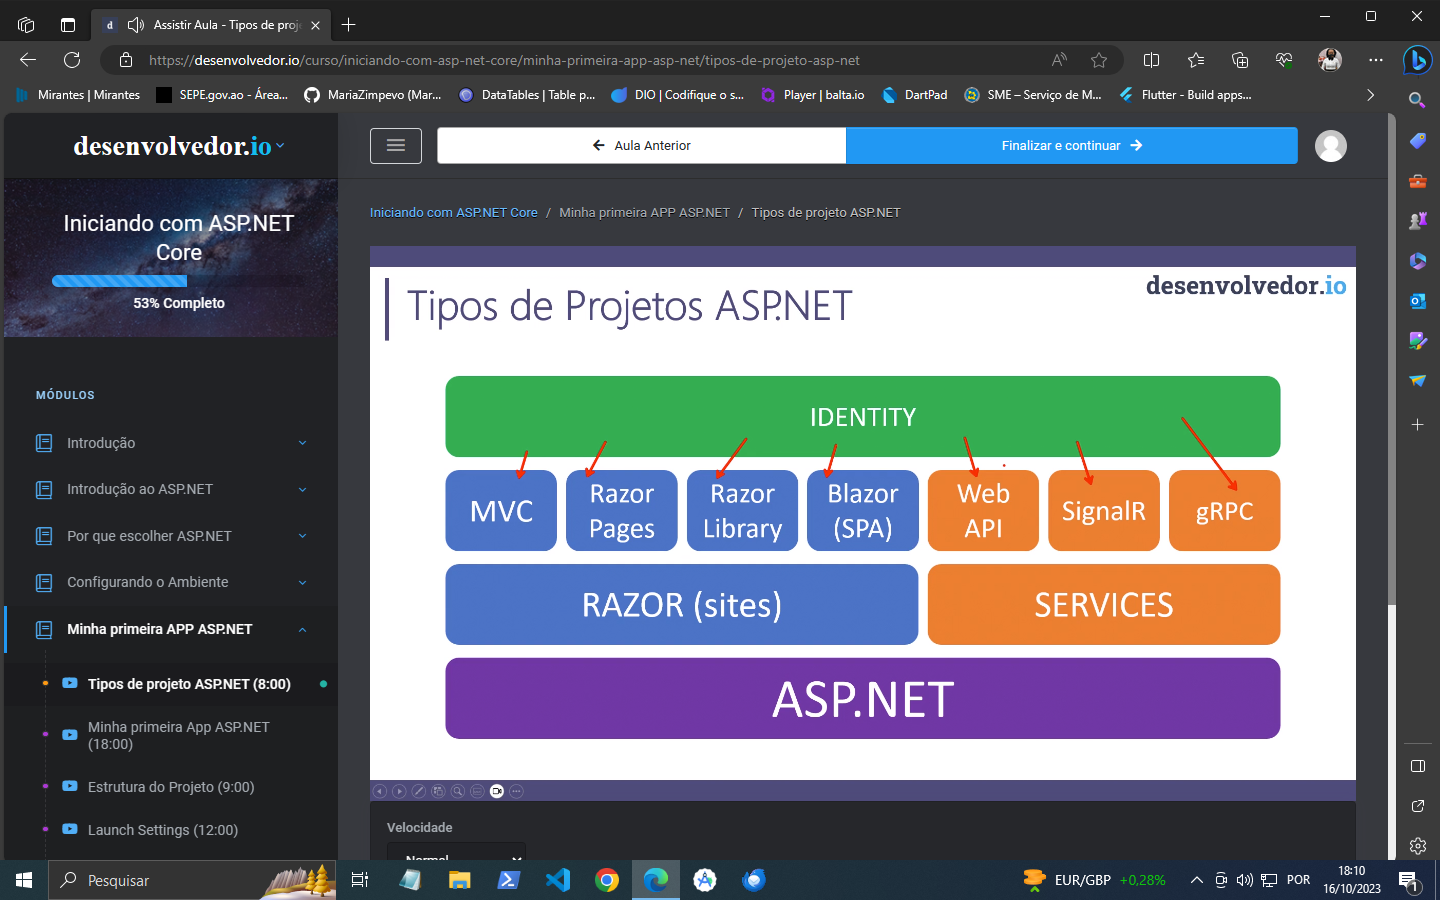 Assistir Aula - Tipos de proj
https://desenvolvedor.io/curso/iniciando-com-asp-net-core/minha-primeira-app-asp-net/tipos-de-projeto-asp-net
Mirantes | Mirantes
SEPE.gov.ao - Área...
MariaZimpevo (Mar...
DataTables | Table p...
DIO | Codifique o s...
Player | balta.io
DartPad
SME – Serviço de M...
Flutter - Build apps...
desenvolvedor.io
Aula Anterior
Finalizar e continuar
Iniciando com ASP.NET
Core
53% Completo
MÓDULOS
Introdução
Introdução ao ASP.NET
Por que escolher ASP.NET
Configurando o Ambiente
Minha primeira APP ASP.NET
Tipos de projeto ASP.NET (8:00)
Minha primeira App ASP.NET
(18:00)
Estrutura do Projeto (9:00)
Launch Settings (12:00)
Iniciando com ASP.NET Core / Minha primeira APP ASP.NET / Tipos de projeto ASP.NET
desenvolvedor.io
Tipos de Projetos ASP.NET
IDENTITY
MVC
Razor
Pages
Razor
Library
Blazor
(SPA)
Web
API
SignalR
gRPC
RAZOR (sites)
SERVICES
ASP.NET
Velocidade
Normal
Pesquisar
EUR/GBP +0,28%
POR
18:10
16/10/2023
1